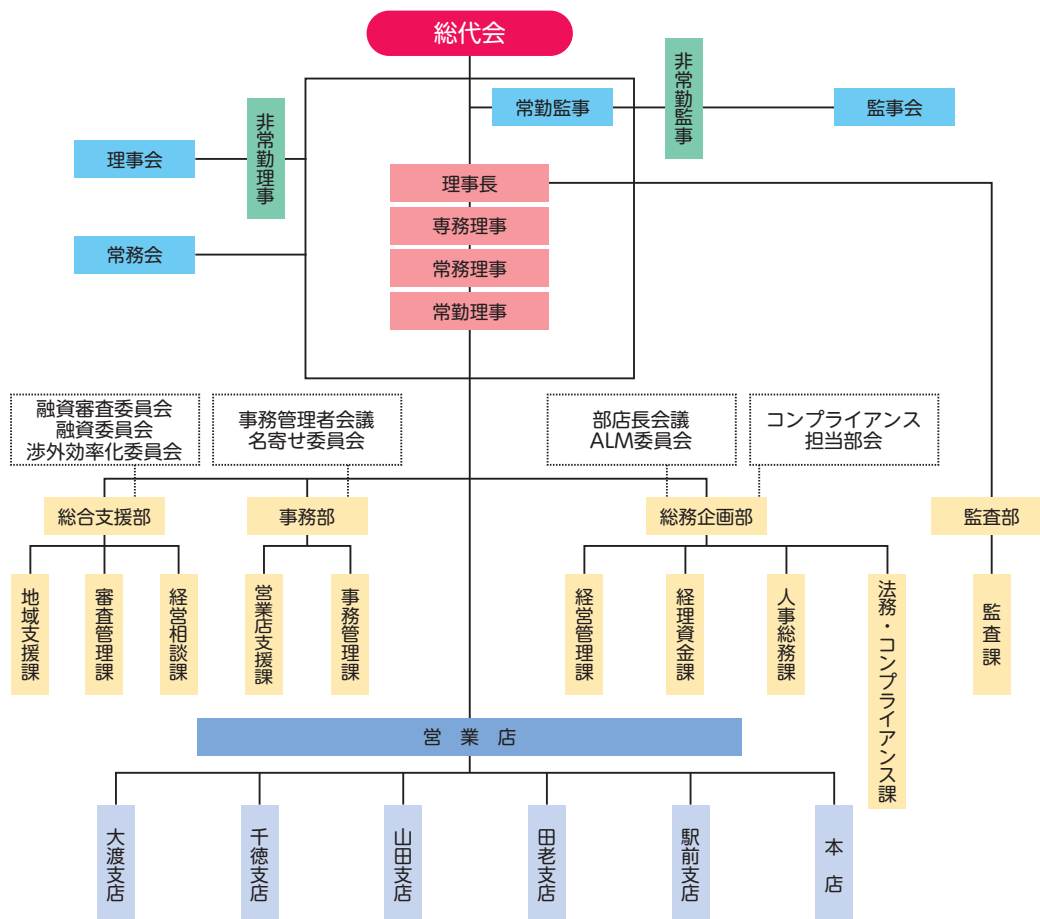 総代会
常勤監事
非常勤監事
監事会
非常勤理事
理事会
理事長
専務理事
常務会
常務理事
常勤理事
融資審査委員会
融資委員会
渉外効率化委員会
事務管理者会議
名寄せ委員会
部店長会議
ALM委員会
コンプライアンス
担当部会
総合支援部
事務部
総務企画部
監査部
地域支援課
審査管理課
経営相談課
営業店支援課
事務管理課
経営管理課
経理資金課
人事総務課
法務・コンプライアンス課
監査課
営業店
大渡支店
千徳支店
山田支店
田老支店
駅前支店
本店